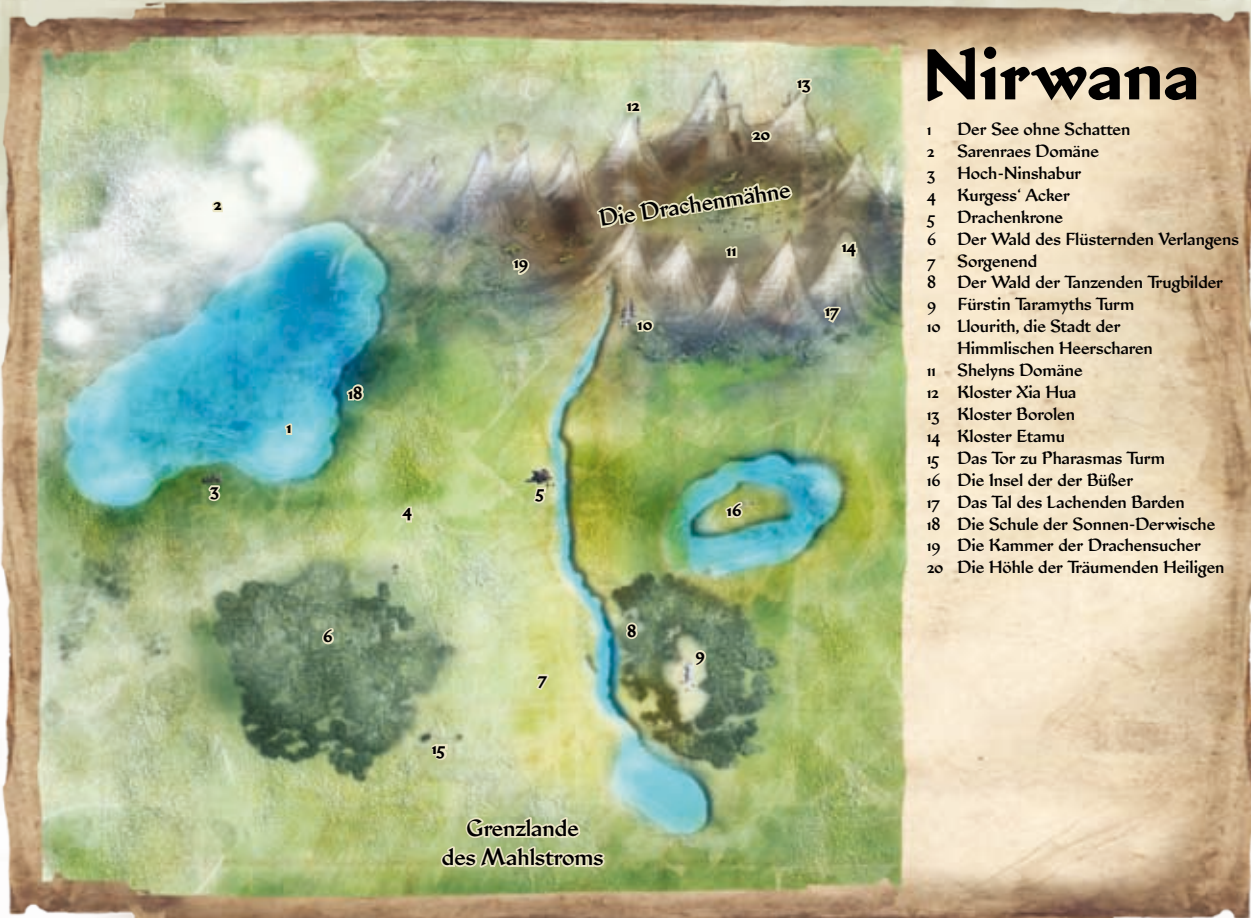 Nirwana
1 Der See ohne Schatten
2 Sarenraes Domäne
3 Hoch-Ninshabur
4 Kurgess‘ Acker
5 Drachenkrone
6 Der Wald des Flüsternden Verlangens
7 Sorgenend
8 Der Wald der Tanzenden Trugbilder
9 Fürstin Taramyths Turm
10 Llourith, die Stadt der
Himmlischen Heerscharen
11 Shelyns Domäne
12 Kloster Xia Hua
13 Kloster Borolen
14 Kloster Etamu
15 Das Tor zu Pharasmas Turm
16 Die Insel der der Büßer
17 Das Tal des Lachenden Barden
18 Die Schule der Sonnen-Derwische
19 Die Kammer der Drachensucher
20 Die Höhle der Träumenden Heiligen
13
12
20
2
Die Drachenmähne
11
14
19
17
10
18
1
3
5
4
16
6
8
9
7
15
Grenzlande
des Mahlstroms